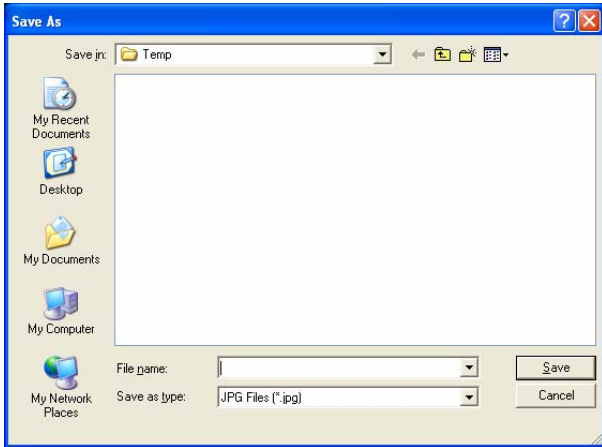 Save As
Save in:
Temp
My Recent
Documents
Desktop
My Documents
My Computer
My Network
Places
File name:
Save
Save as type:
JPG Files (*.jpg)
Cancel